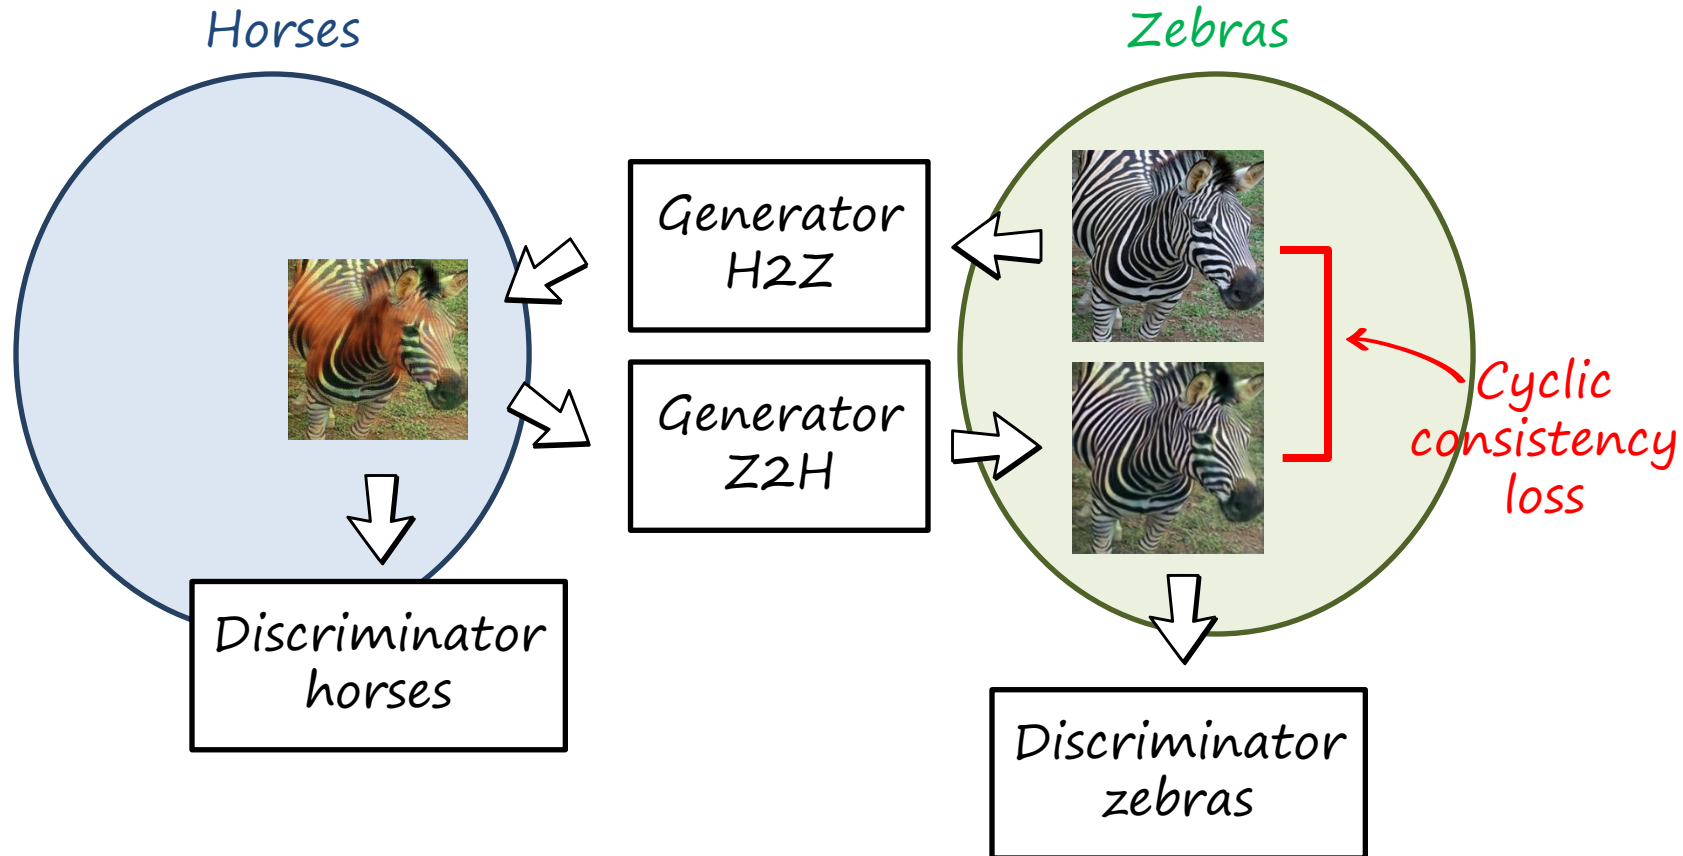 Horses
Zebras
Generator
H2Z
Generator
Z2H
Cyclic
consistency
loss
Discriminator
horses
Discriminator
zebras